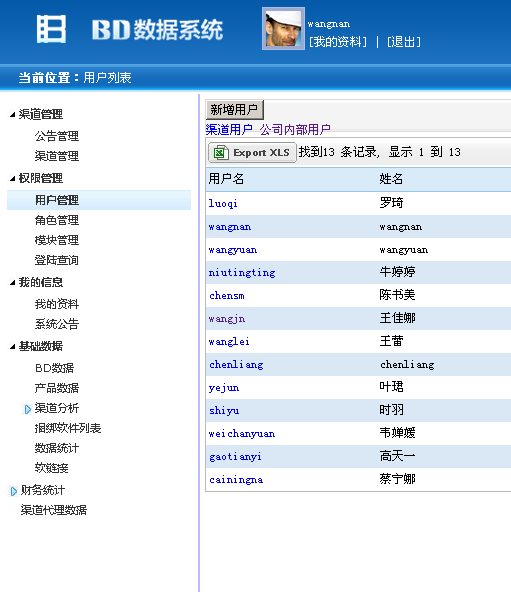 BD数据系统
wangnan
[我的资料] | [退出]
当前位置：用户列表
渠道管理
公告管理
渠道管理
权限管理
用户管理
角色管理
模块管理
登陆查询
我的信息
我的资料
系统公告
基础数据
BD数据
产品数据
渠道分析
捆绑软件列表
数据统计
软链接
财务统计
渠道代理数据
新增用户
渠道用户 公司内部用户
Export XLS 找到13 条记录, 显示 1 到 13
用户名 姓名
luoqi 罗琦
wangnan wangnan
wangyuan wangyuan
niutingting 牛婷婷
chensm 陈书美
wangjn 王佳娜
wanglei 王蕾
chenliang chenliang
yejun 叶珺
shiyu 时羽
weichanyuan 韦婵媛
gaotianyi 高天一
cainingna 蔡宁娜